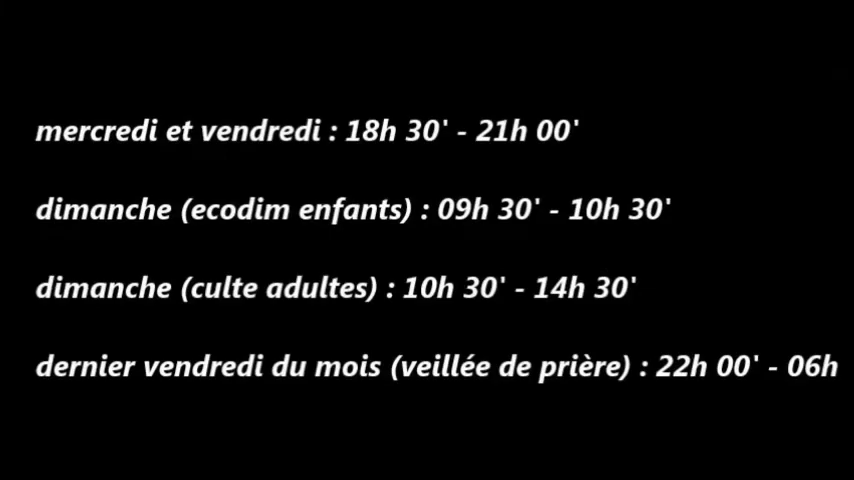 mercredi et vendredi : 18h 30' - 21h 00'
dimanche (ecodim enfants) : 09h 30' - 10h 30'
dimanche (culte adultes) : 10h 30' - 14h 30'
dernier vendredi du mois (veillée de prière) : 22h 00' - 06h